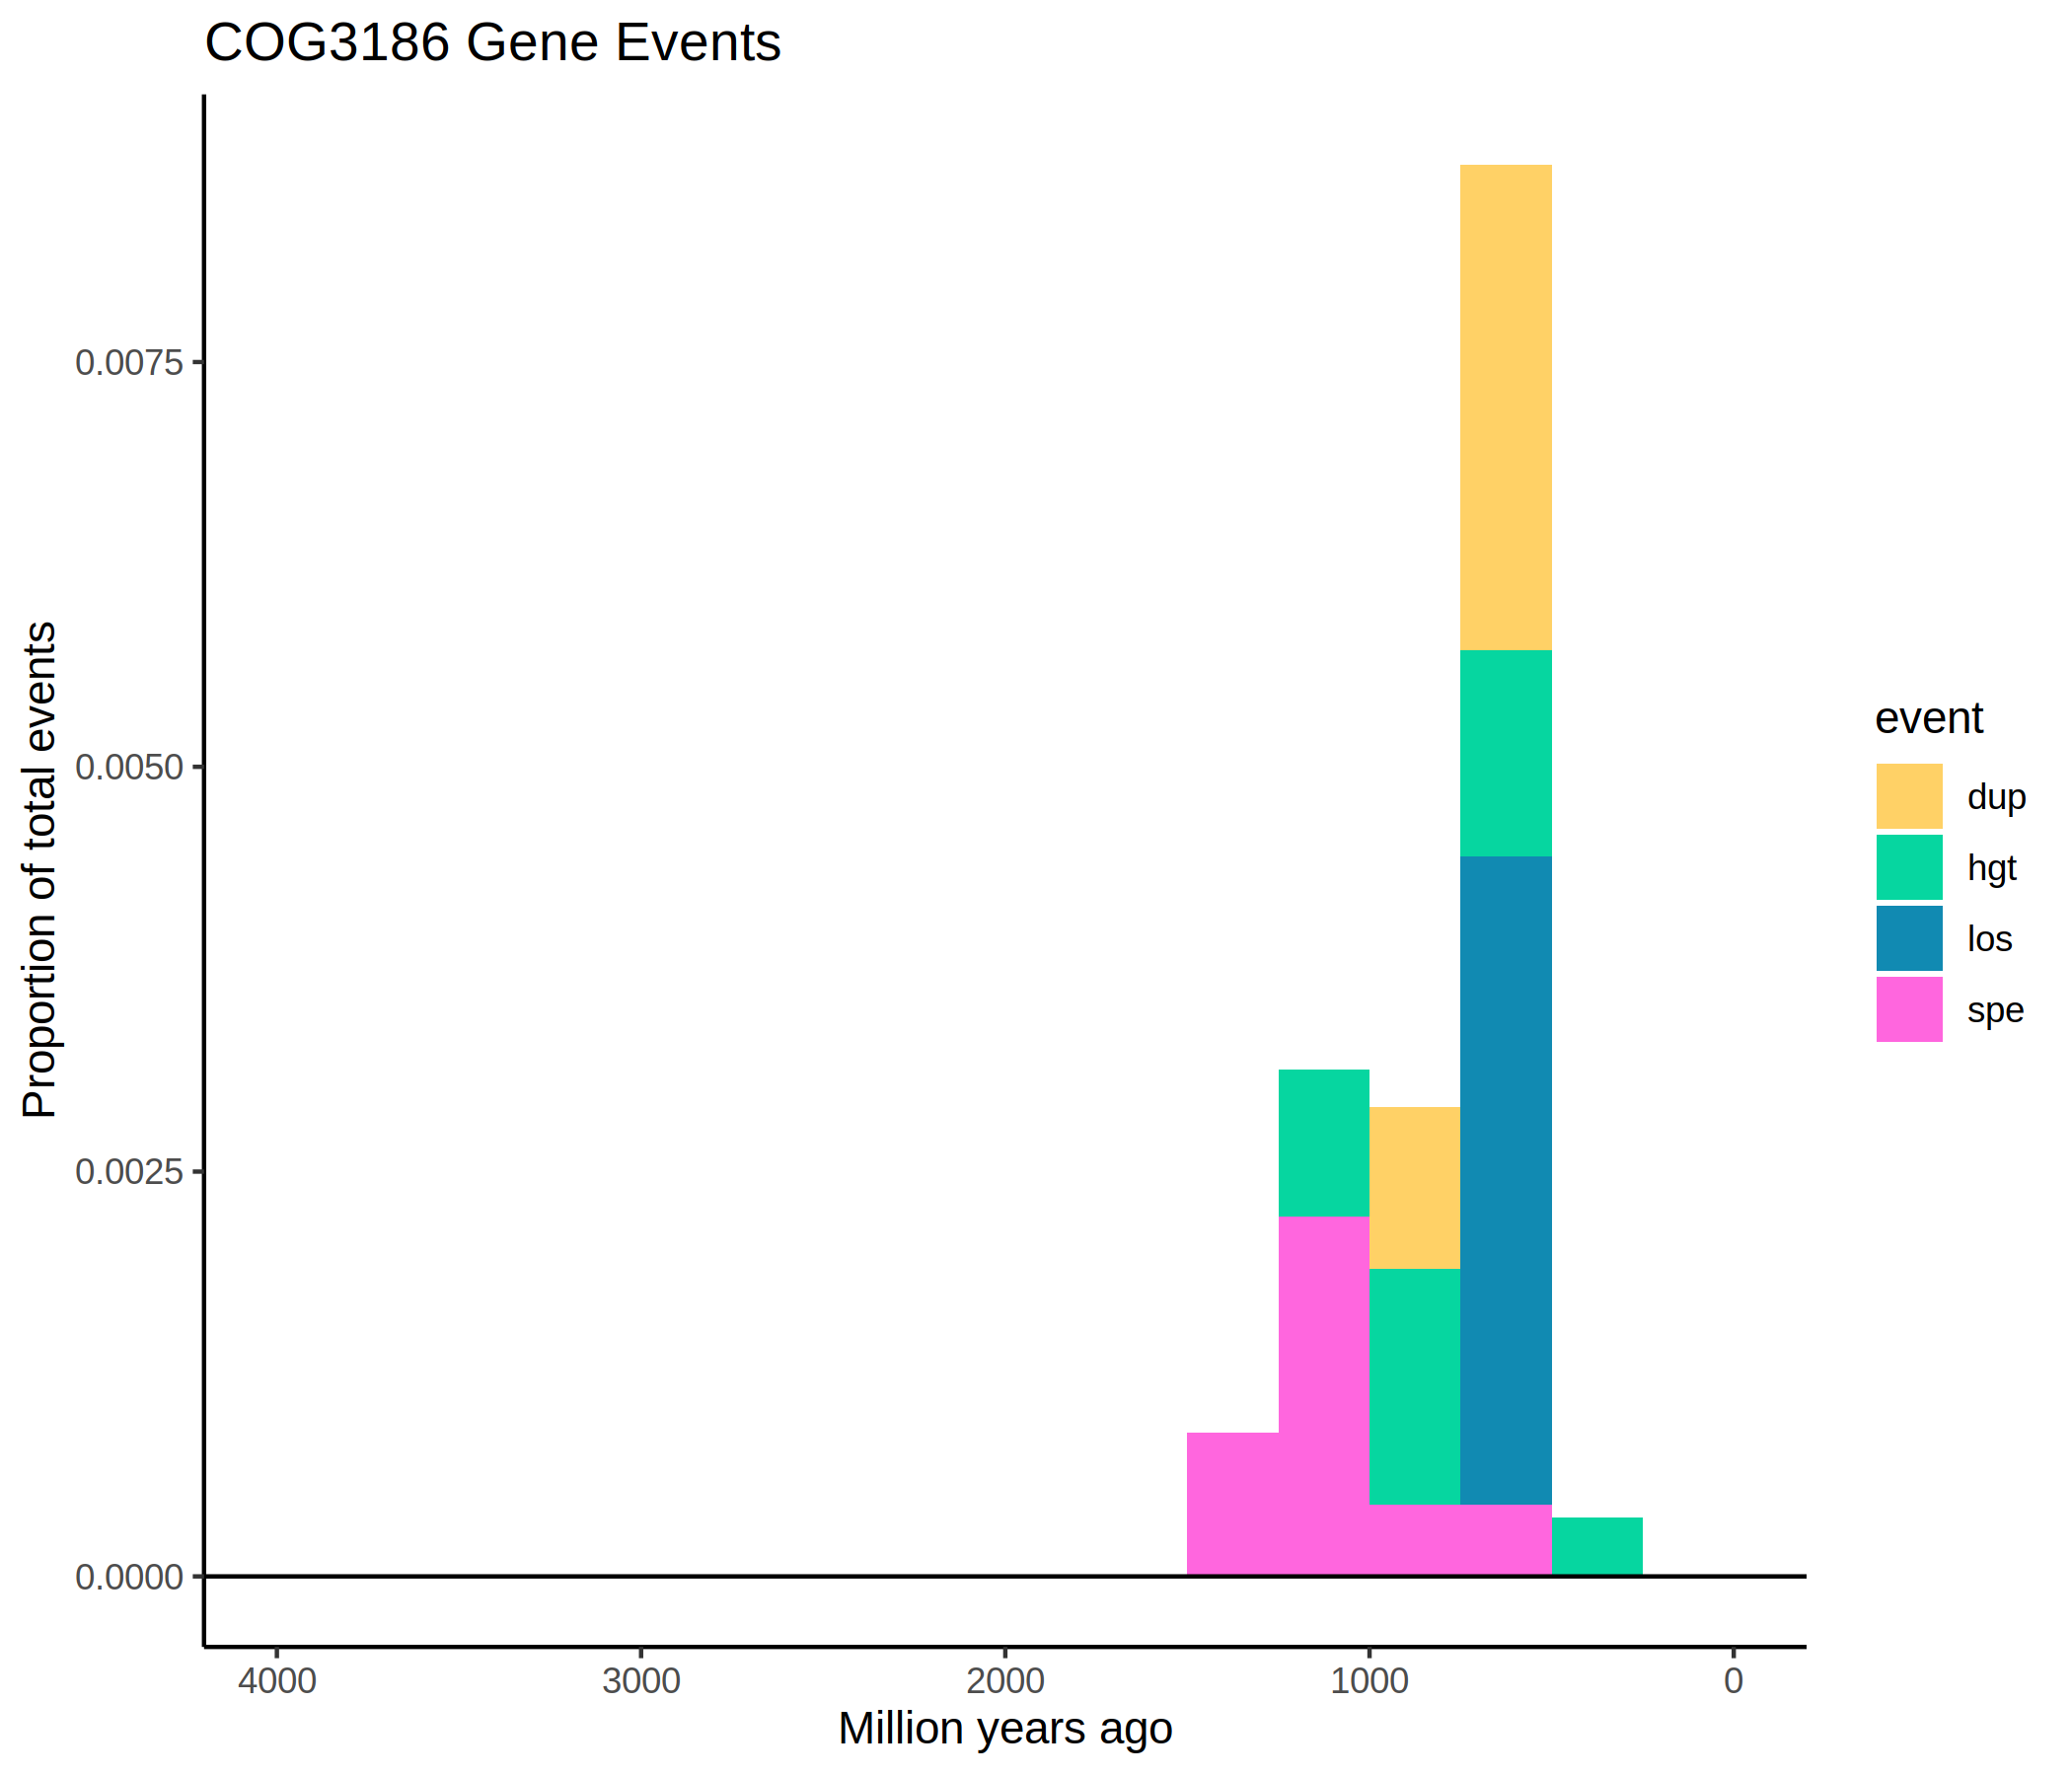 COG3186 Gene Events
Proportion of total events
0.0075
0.0050
0.0025
0.0000
4000 3000 2000 1000 0
Million years ago
event
dup
hgt
los
spe